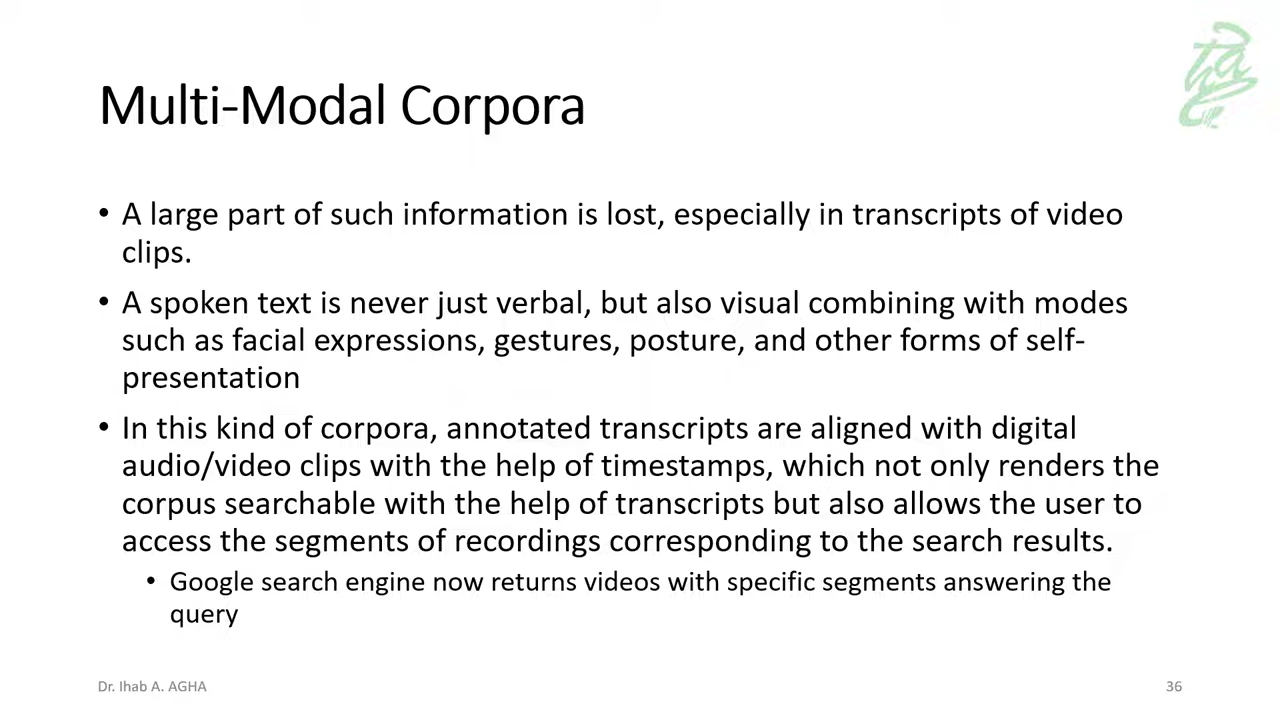 Multi-Modal Corpora
• A large part of such information is lost, especially in transcripts of video
clips.
• A spoken text is never just verbal, but also visual combining with modes
such as facial expressions, gestures, posture, and other forms of self-
presentation
• In this kind of corpora, annotated transcripts are aligned with digital
audio/video clips with the help of timestamps, which not only renders the
corpus searchable with the help of transcripts but also allows the user to
access the segments of recordings corresponding to the search results.
• Google search engine now returns videos with specific segments answering the
query
Dr. Ihab A. AGHA
36